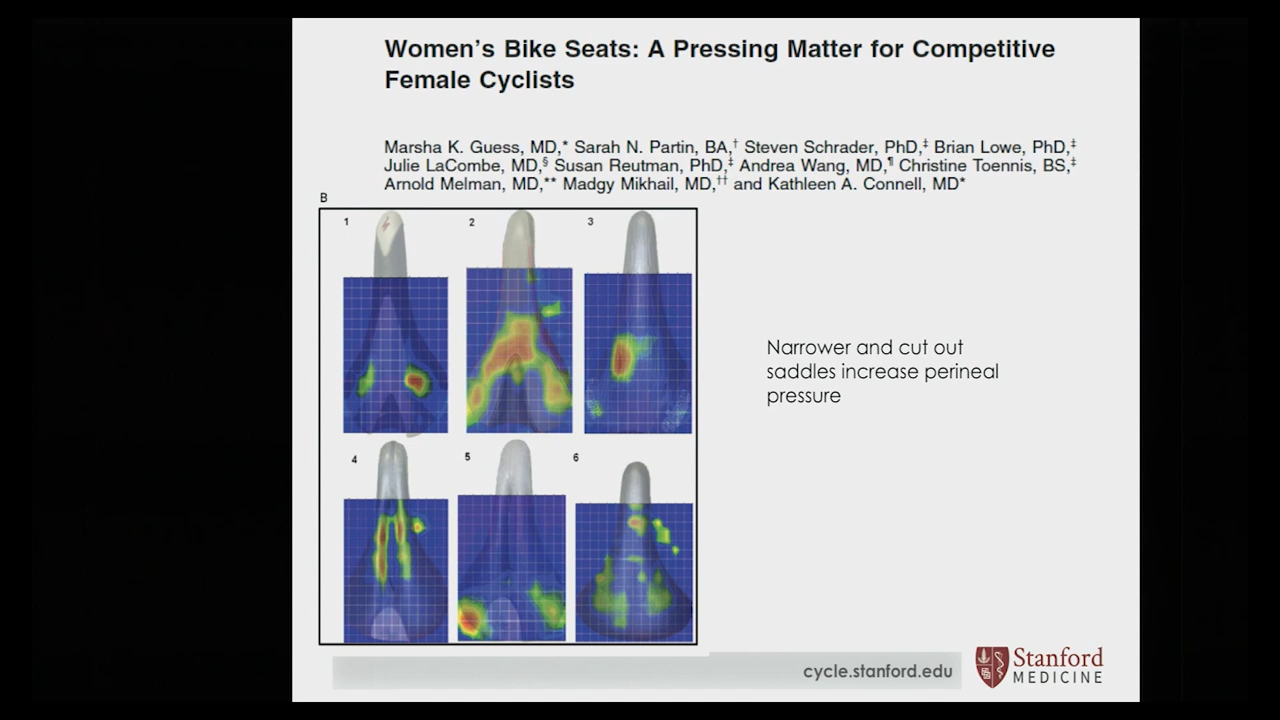 Women's Bike Seats: A Pressing Matter for Competitive
Female Cyclists
Marsha K. Guess, MD,* Sarah N. Partin, BA,† Steven Schrader, PhD,‡ Brian Lowe, PhD,‡
Julie LaCombe, MD,§ Susan Reutman, PhD,‡ Andrea Wang, MD,¶ Christine Toennis, BS,‡
Arnold Melman, MD,** Madgy Mikhail, MD,†† and Kathleen A. Connell, MD*
B
1
2
3
4
5
6
Narrower and cut out
saddles increase perineal
pressure
cycle.stanford.edu
Stanford
MEDICINE